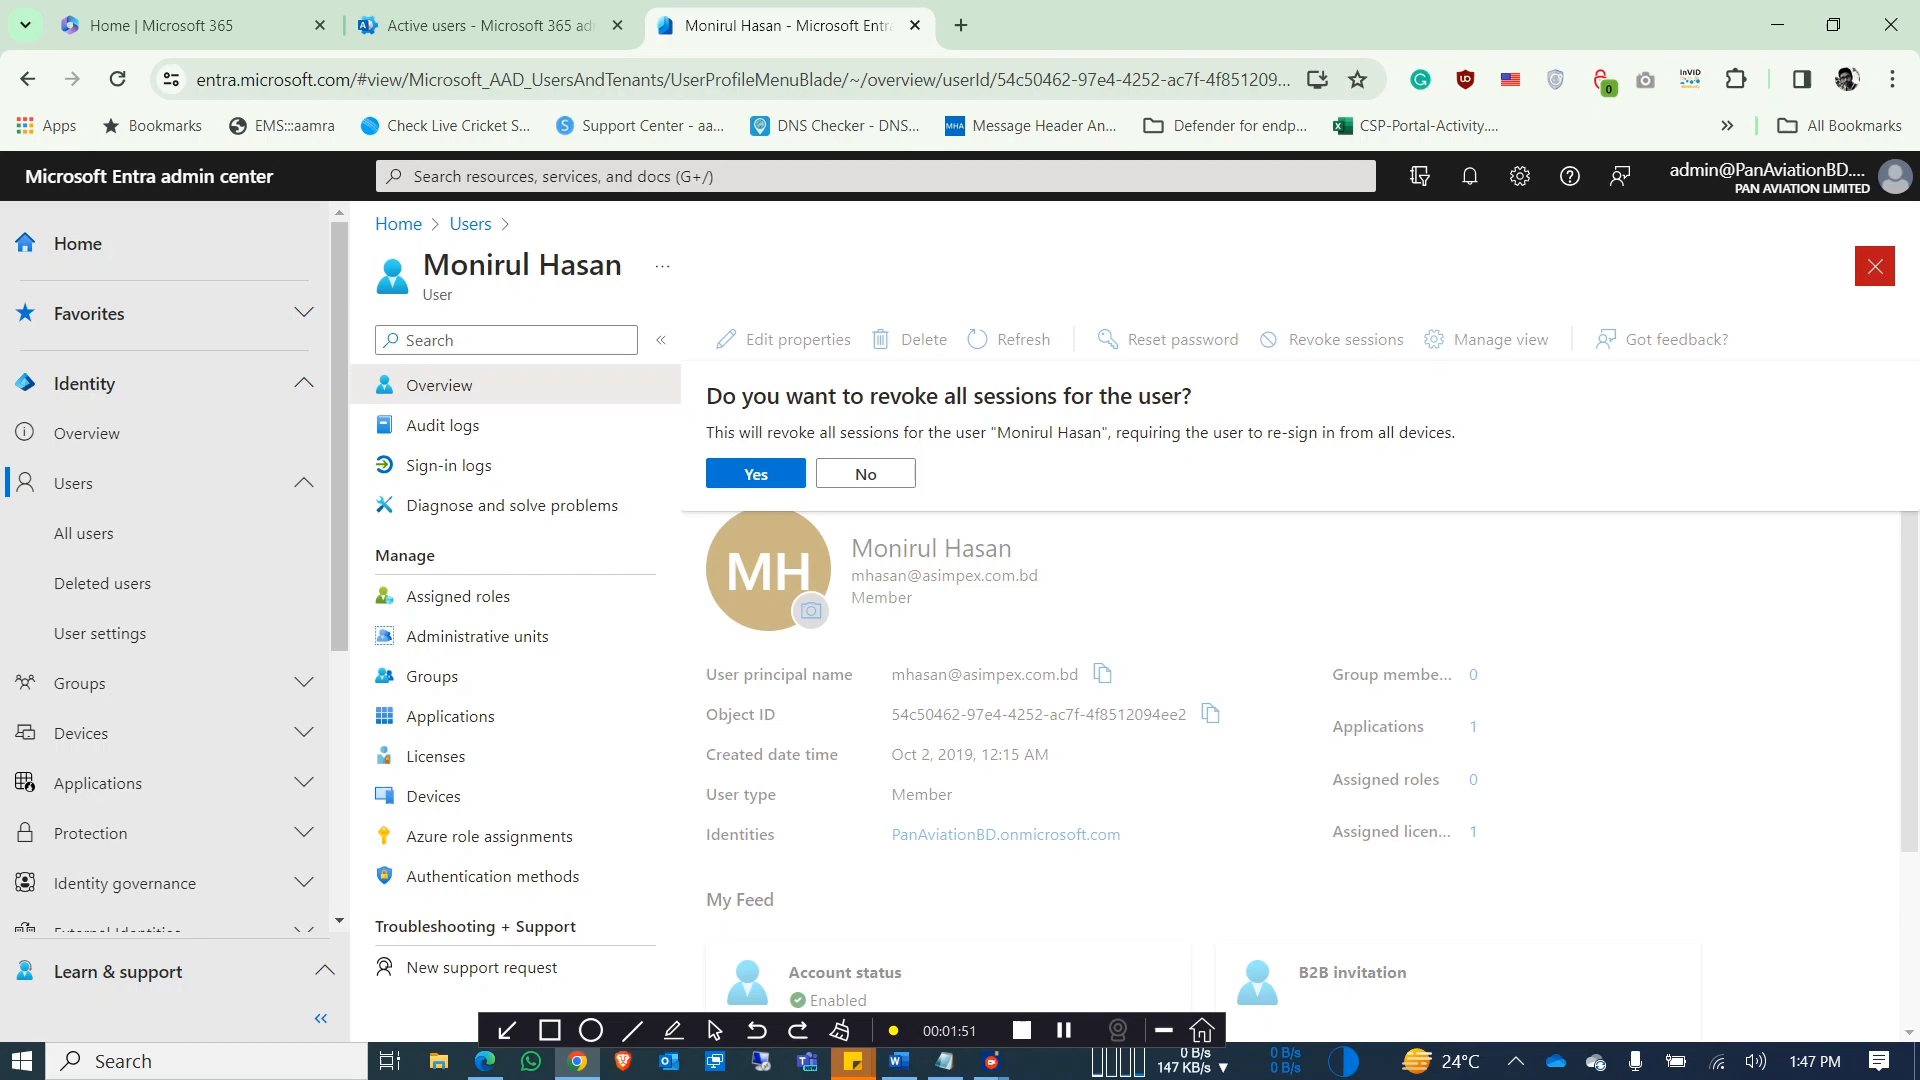 Home | Microsoft 365
Active users - Microsoft 365 ad
Monirul Hasan - Microsoft Entra
entra.microsoft.com/#view/Microsoft_AAD_UsersAndTenants/UserProfileMenuBlade/~/overview/userId/54c50462-97e4-4252-ac7f-4f851209...
0
InVID
Apps
Bookmarks
EMS:::aamra
Check Live Cricket S...
Support Center - aa...
DNS Checker - DNS...
MHA
Message Header An...
Defender for endp...
CSP-Portal-Activity....
All Bookmarks
Microsoft Entra admin center
Search resources, services, and docs (G+/)
admin@PanAviationBD....
PAN AVIATION LIMITED
Home
Favorites
Identity
Overview
Users
All users
Deleted users
User settings
Groups
Devices
Applications
Protection
Identity governance
External Identities
Learn & support
Home > Users >
Monirul Hasan ...
User
Search
Overview
Audit logs
Sign-in logs
Diagnose and solve problems
Manage
Assigned roles
Administrative units
Groups
Applications
Licenses
Devices
Azure role assignments
Authentication methods
Troubleshooting + Support
New support request
Edit properties
Delete
Refresh
Reset password
Revoke sessions
Manage view
Got feedback?
Do you want to revoke all sessions for the user?
This will revoke all sessions for the user "Monirul Hasan", requiring the user to re-sign in from all devices.
Yes
No
MH
Monirul Hasan
mhasan@asimpex.com.bd
Member
User principal name mhasan@asimpex.com.bd
Object ID 54c50462-97e4-4252-ac7f-4f8512094ee2
Created date time Oct 2, 2019, 12:15 AM
User type Member
Identities PanAviationBD.onmicrosoft.com
Group membe... 0
Applications 1
Assigned roles 0
Assigned licen... 1
My Feed
Account status
Enabled
B2B invitation
00:01:51
Search
0 B/s
147 KB/s
0 B/s
0 B/s
24°C
1:47 PM